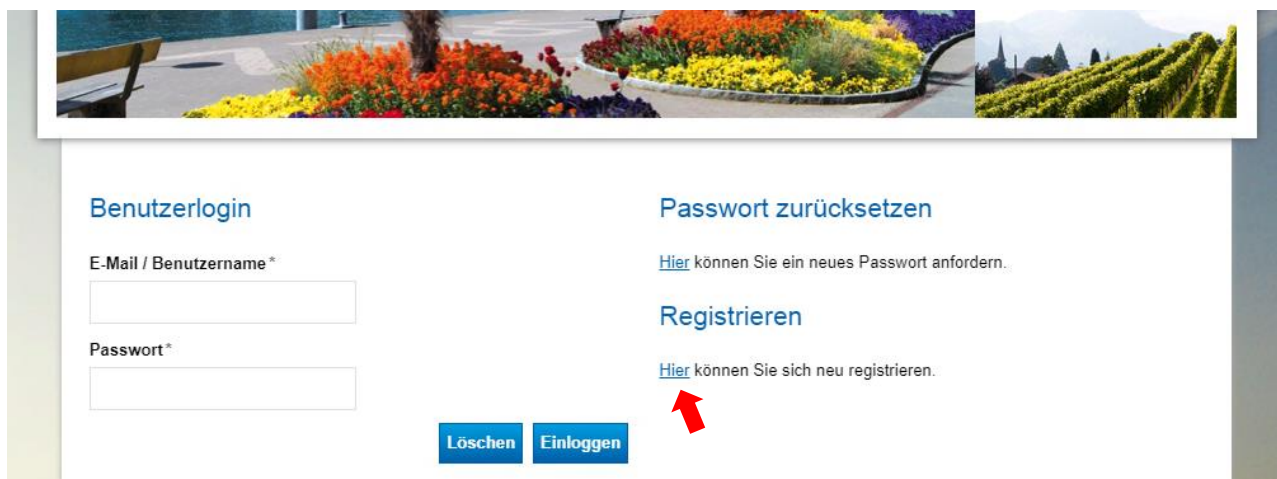 Benutzerlogin
E-Mail / Benutzername*
Passwort*
Löschen Einloggen
Passwort zurücksetzen
Hier können Sie ein neues Passwort anfordern.
Registrieren
Hier können Sie sich neu registrieren.